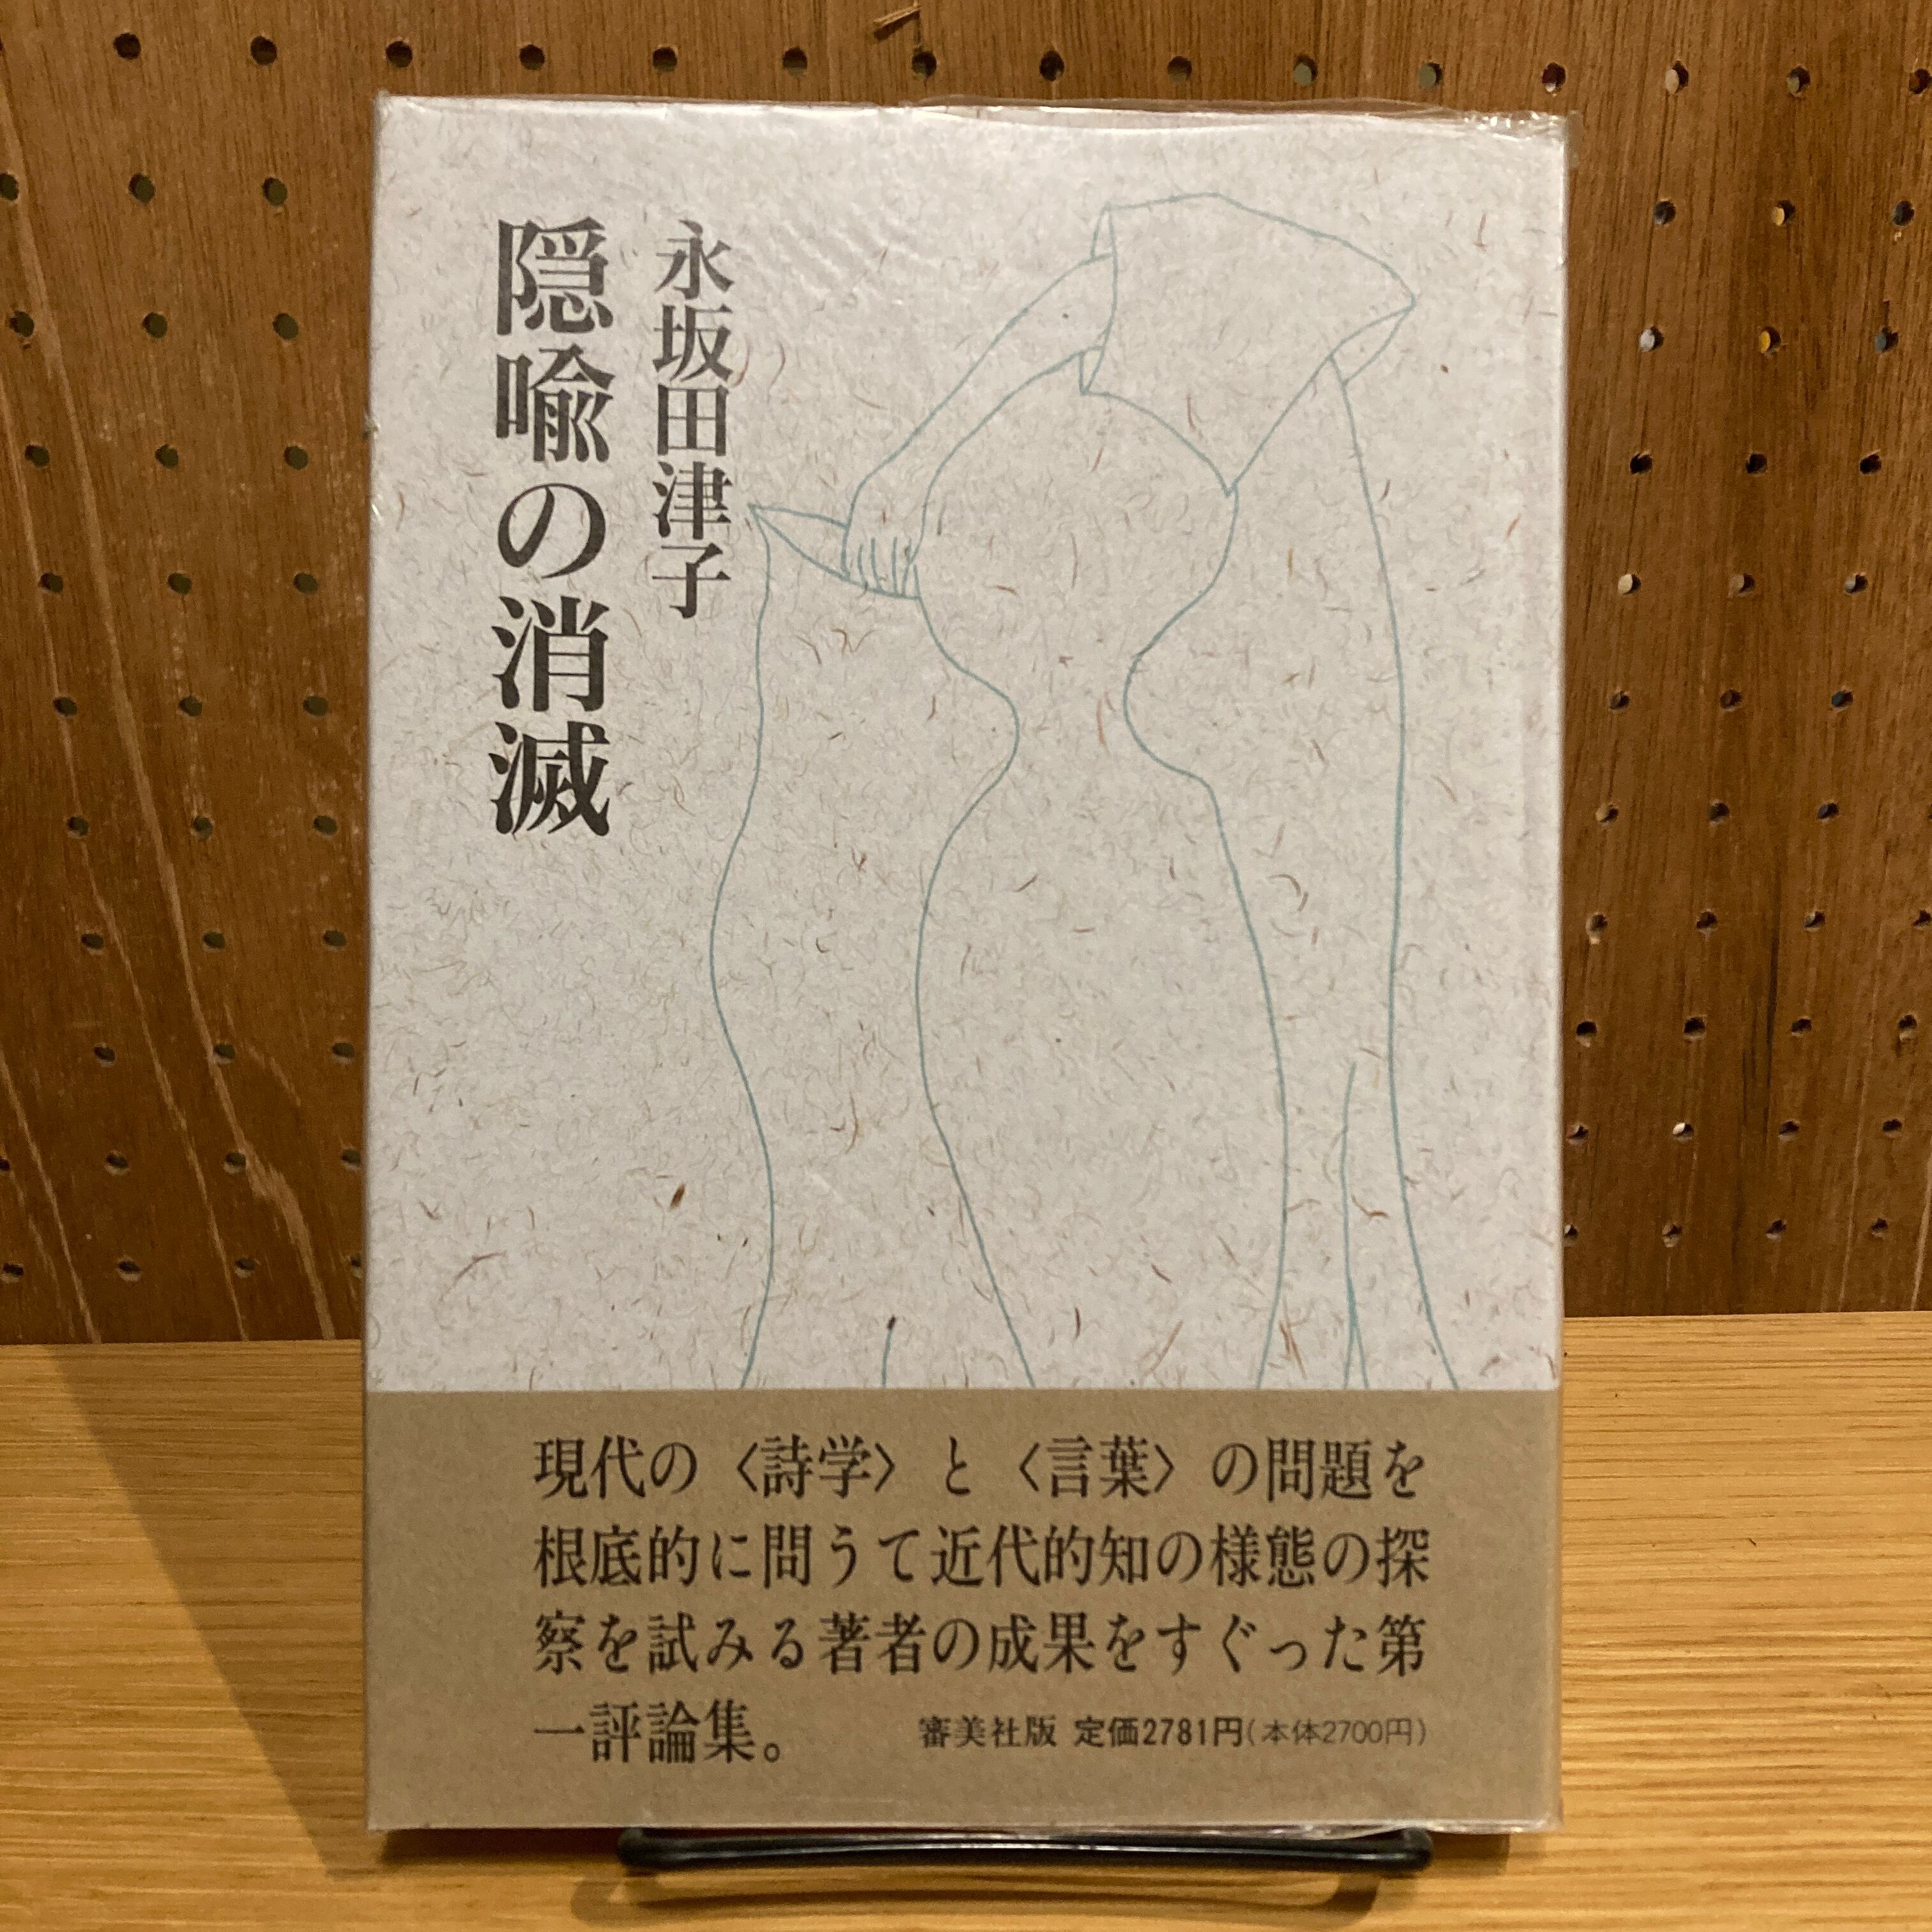 永坂田津子
隠喩の消滅
現代の〈詩学〉と〈言葉〉の問題を
根底的に問うて近代的知の様態の探
察を試みる著者の成果をすぐった第
一評論集。
審美社版 定価2781円(本体2700円)